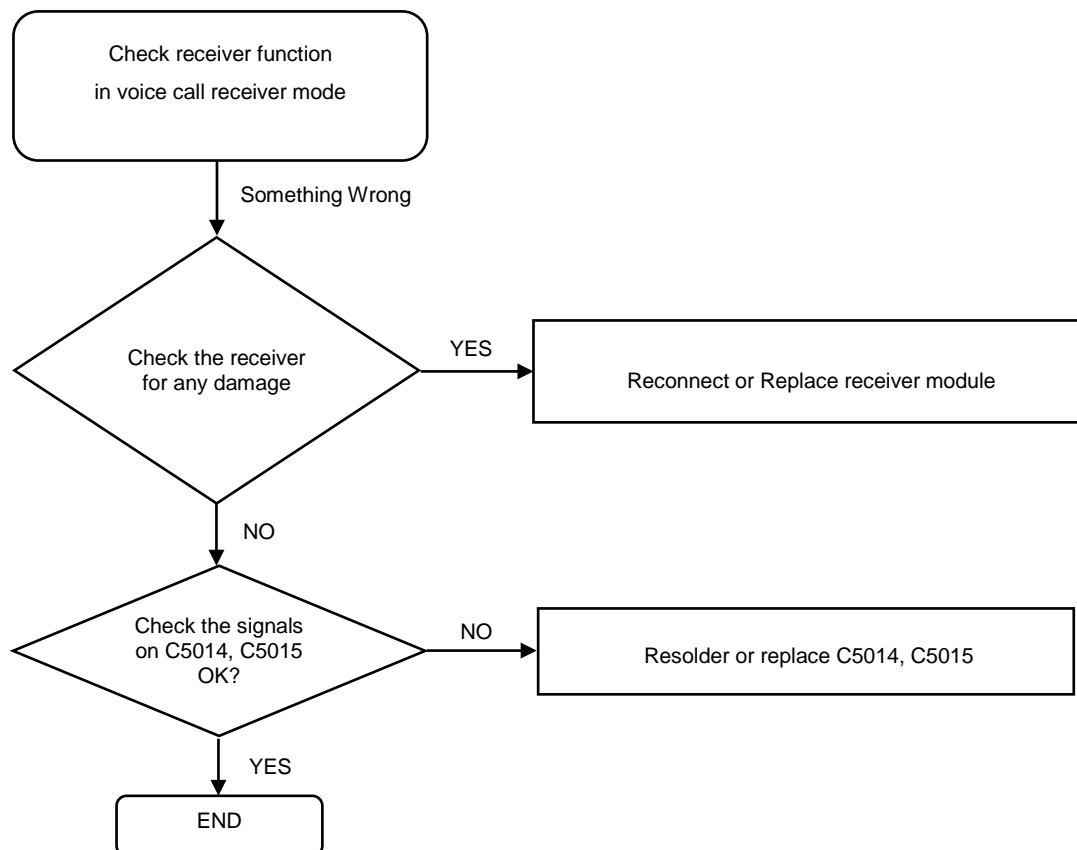 Check receiver function
in voice call receiver mode
Something Wrong
Check the receiver
for any damage
YES
Reconnect or Replace receiver module
NO
Check the signals
on C5014, C5015
OK?
NO
Resolder or replace C5014, C5015
YES
END